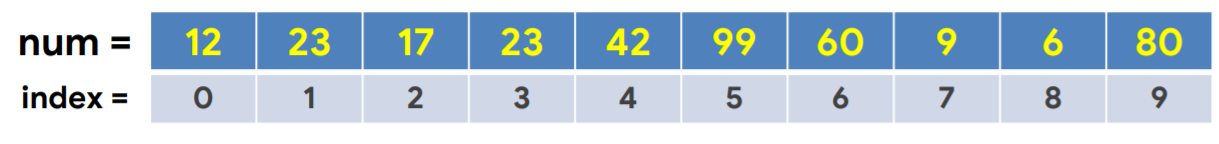 num = 12 23 17 23 42 99 60 9 6 80
index = 0 1 2 3 4 5 6 7 8 9